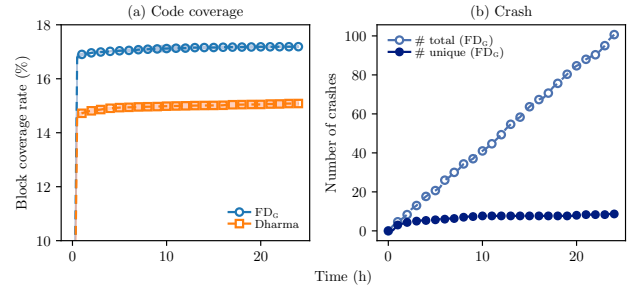 (a) Code coverage
Block coverage rate (%)
18
16
14
12
10
0
10
20
FD_G
Dharma
(b) Crash
Number of crashes
100
80
60
40
20
0
0
10
20
# total (FD_G)
# unique (FD_G)
Time (h)